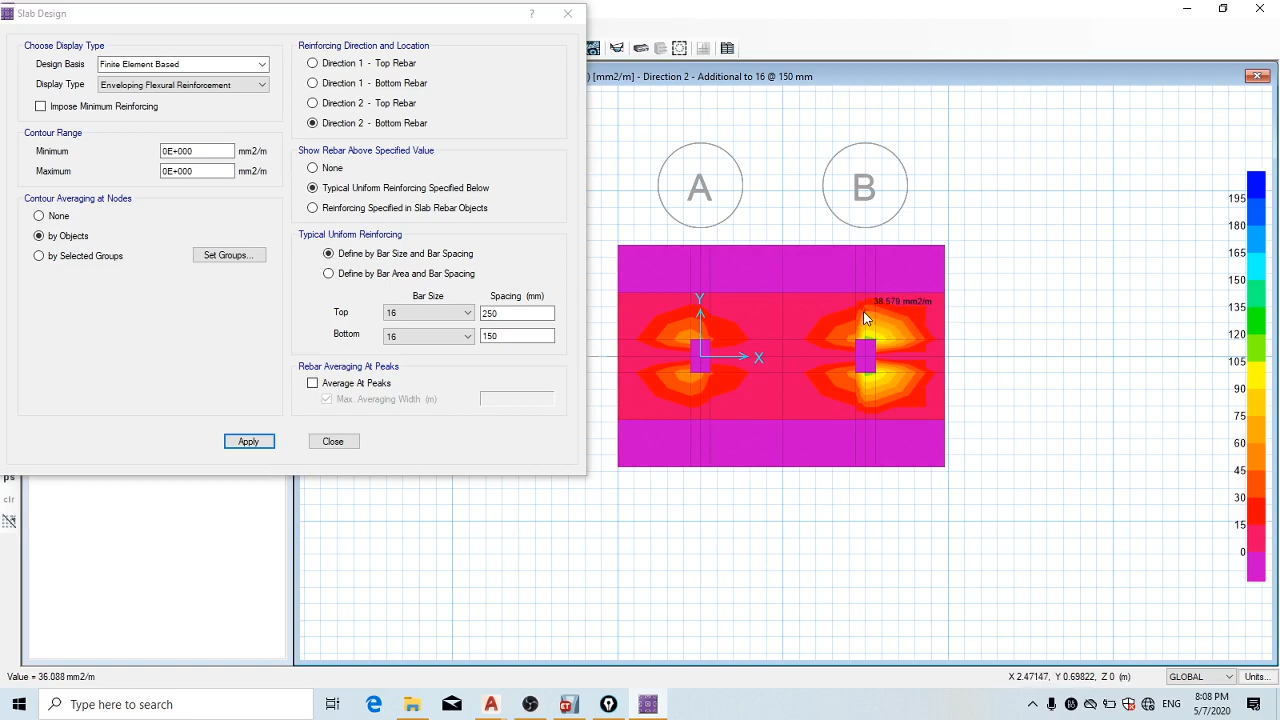 Slab Design
?
Choose Display Type
Design Basis
Finite Element Based
Display Type
Enveloping Flexural Reinforcement
Impose Minimum Reinforcing
Contour Range
Minimum
0E+000
mm2/m
Maximum
0E+000
mm2/m
Contour Averaging at Nodes
None
by Objects
by Selected Groups
Set Groups...
Reinforcing Direction and Location
Direction 1 - Top Rebar
Direction 1 - Bottom Rebar
Direction 2 - Top Rebar
Direction 2 - Bottom Rebar
Show Rebar Above Specified Value
None
Typical Uniform Reinforcing Specified Below
Reinforcing Specified in Slab Rebar Objects
Typical Uniform Reinforcing
Define by Bar Size and Bar Spacing
Define by Bar Area and Bar Spacing
Bar Size
Spacing (mm)
Top
16
250
Bottom
16
150
Rebar Averaging At Peaks
Average At Peaks
Max. Averaging Width (m)
Apply
Close
) [mm2/m] - Direction 2 - Additional to 16 @ 150 mm
A
B
Y
X
38.579 mm2/m
195
180
165
150
135
120
105
90
75
60
45
30
15
0
ps
clr
Value = 36.088 mm2/m
X 2.47147, Y 0.69822, Z 0 (m)
GLOBAL
Units...
Type here to search
ENG
8:08 PM
5/7/2020